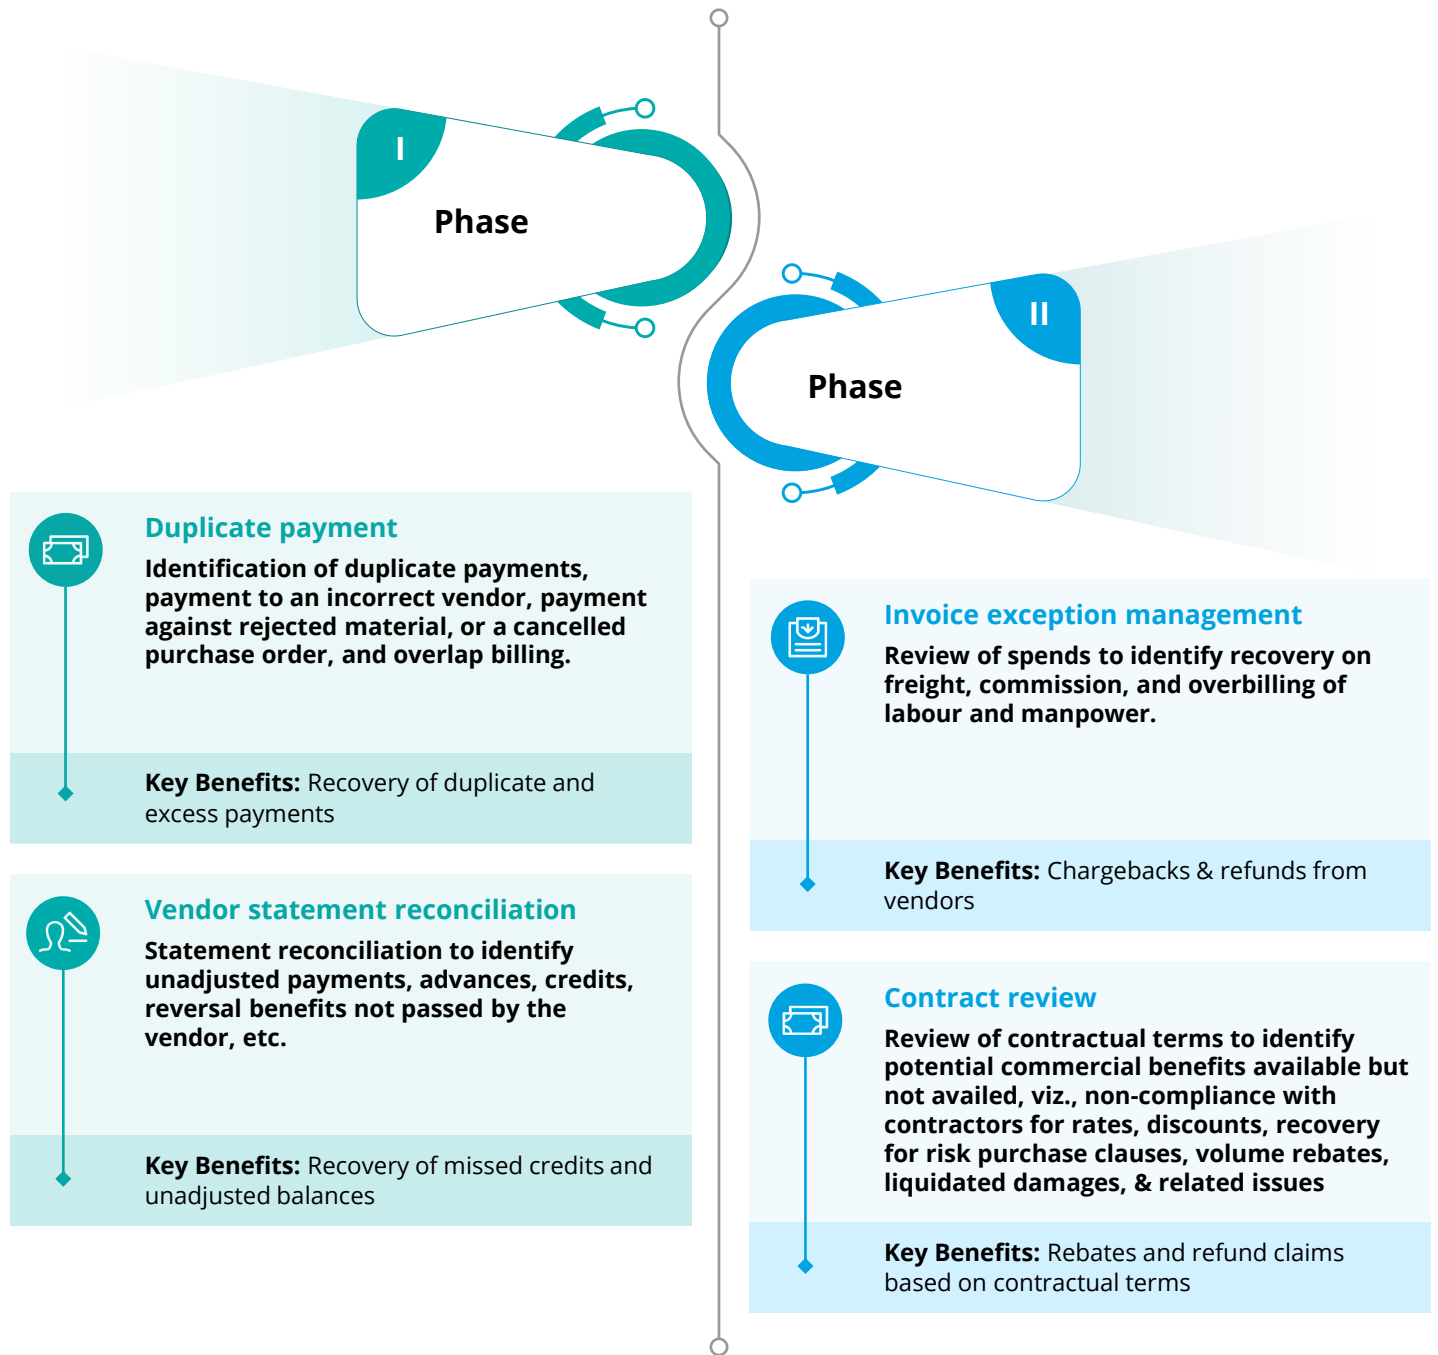 I
Phase
Duplicate payment
Identification of duplicate payments,
payment to an incorrect vendor, payment
against rejected material, or a cancelled
purchase order, and overlap billing.
Key Benefits: Recovery of duplicate and
excess payments
Vendor statement reconciliation
Statement reconciliation to identify
unadjusted payments, advances, credits,
reversal benefits not passed by the
vendor, etc.
Key Benefits: Recovery of missed credits and
unadjusted balances
II
Phase
Invoice exception management
Review of spends to identify recovery on
freight, commission, and overbilling of
labour and manpower.
Key Benefits: Chargebacks & refunds from
vendors
Contract review
Review of contractual terms to identify
potential commercial benefits available but
not availed, viz., non-compliance with
contractors for rates, discounts, recovery
for risk purchase clauses, volume rebates,
liquidated damages, & related issues
Key Benefits: Rebates and refund claims
based on contractual terms